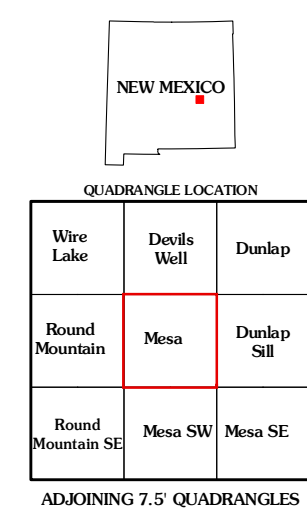 NEW MEXICO
QUADRANGLE LOCATION
Wire
Lake
Devils
Well
Dunlap
Round
Mountain
Mesa
Dunlap
Sill
Round
Mountain SE
Mesa SW
Mesa SE
ADJOINING 7.5' QUADRANGLES